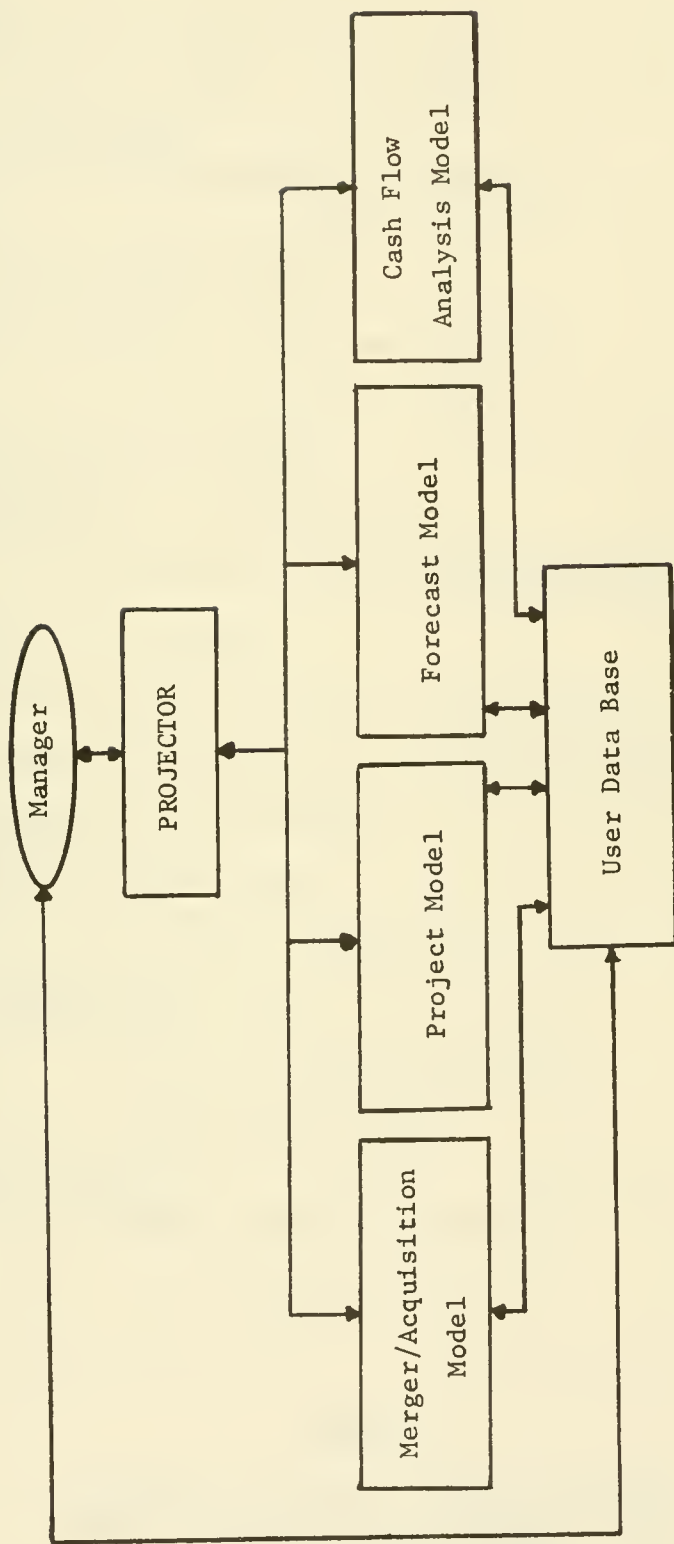 Manager
PROJECTOR
Merger/Acquisition
Model
Project Model
Forecast Model
Cash Flow
Analysis Model
User Data Base